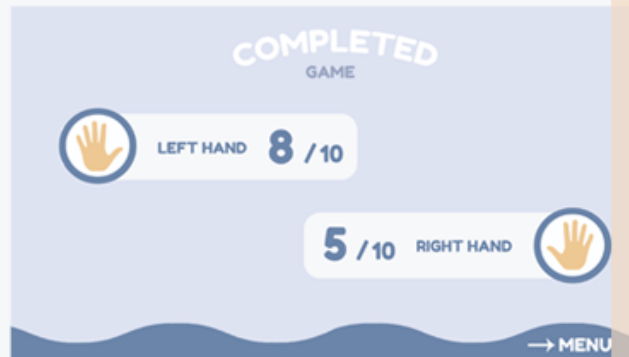 COMPLETED
GAME
LEFT HAND 8 /10
5 /10 RIGHT HAND
→ MENU